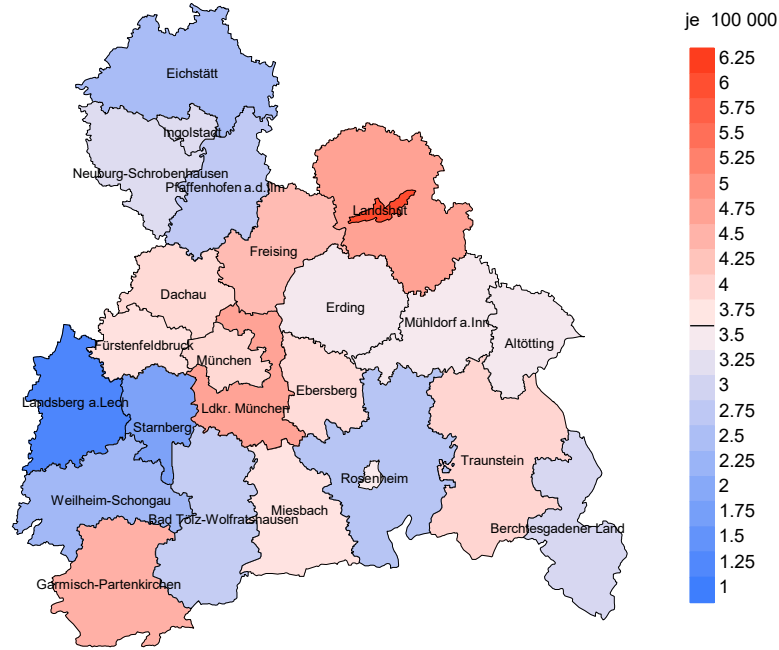 je 100 000
Eichstätt
Ingolstadt
Neuburg-Schrobenhausen
Pfaffenhofen a.d.Ilm
Landshut
Freising
Dachau
Erding
Mühldorf a.Inn
Altötting
Fürstenfeldbruck
München
Ebersberg
Landsberg a.Lech
Ldkr. München
Starnberg
Traunstein
Rosenheim
Weilheim-Schongau
Miesbach
Bad Tölz-Wolfratshausen
Berchtesgadener Land
Garmisch-Partenkirchen
6.25
6
5.75
5.5
5.25
5
4.75
4.5
4.25
4
3.75
3.5
3.25
3
2.75
2.5
2.25
2
1.75
1.5
1.25
1